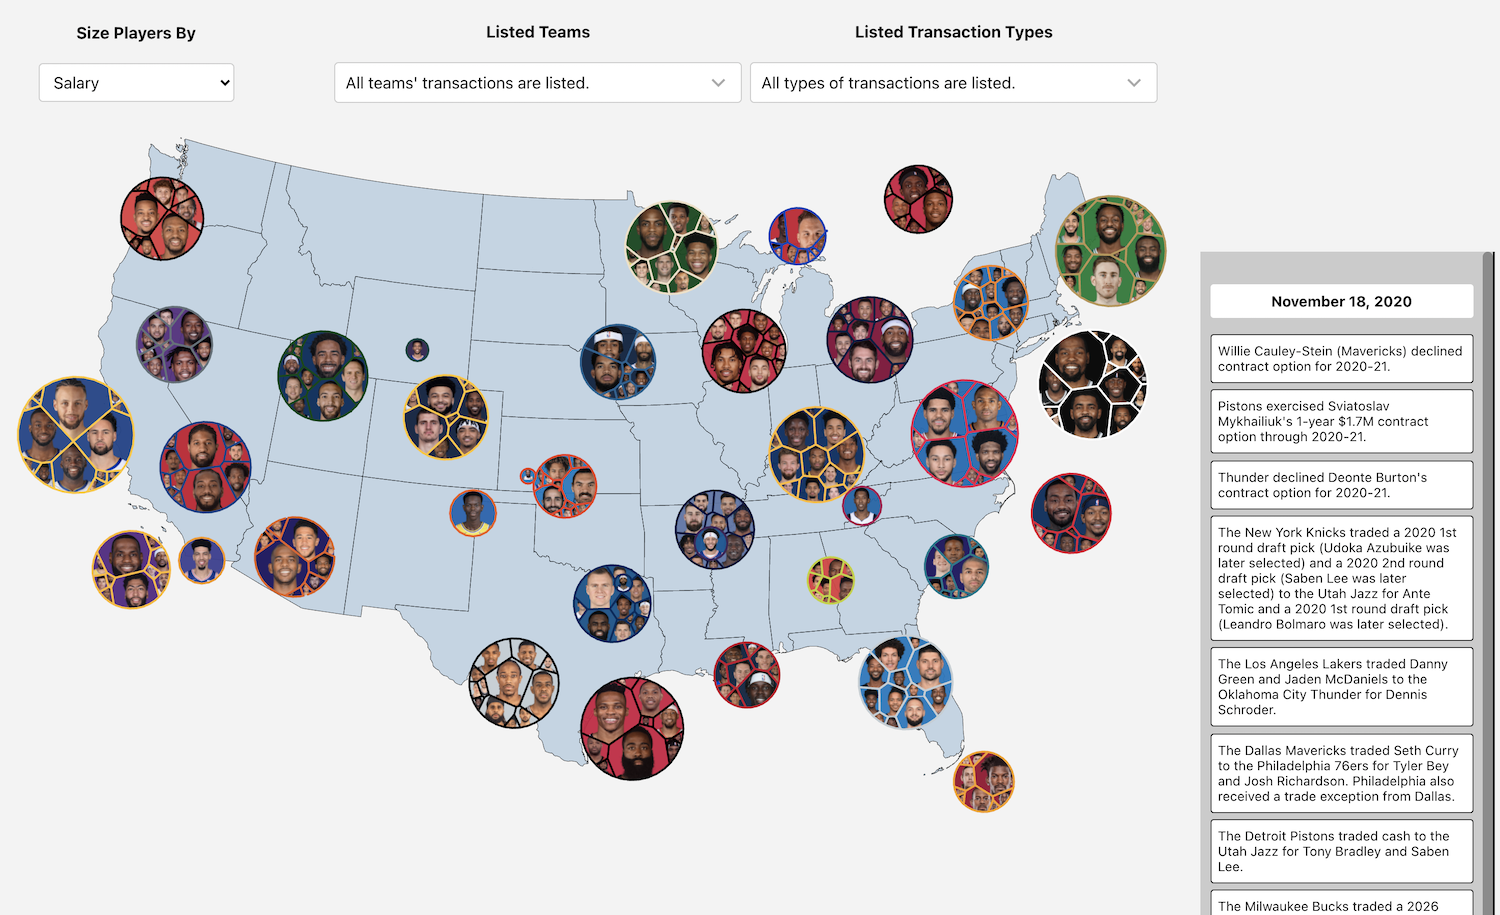 Size Players By
Listed Teams
Listed Transaction Types
Salary
All teams' transactions are listed.
All types of transactions are listed.
November 18, 2020
Willie Cauley-Stein (Mavericks) declined
contract option for 2020-21.
Pistons exercised Sviatoslav
Mykhailiuk's 1-year $1.7M contract
option through 2020-21.
Thunder declined Deonte Burton's
contract option for 2020-21.
The New York Knicks traded a 2020 1st
round draft pick (Udoka Azubuike was
later selected) and a 2020 2nd round
draft pick (Saben Lee was later
selected) to the Utah Jazz for Ante
Tomic and a 2020 1st round draft pick
(Leandro Bolmaro was later selected).
The Los Angeles Lakers traded Danny
Green and Jaden McDaniels to the
Oklahoma City Thunder for Dennis
Schroder.
The Dallas Mavericks traded Seth Curry
to the Philadelphia 76ers for Tyler Bey
and Josh Richardson. Philadelphia also
received a trade exception from Dallas.
The Detroit Pistons traded cash to the
Utah Jazz for Tony Bradley and Saben
Lee.
The Milwaukee Bucks traded a 2026